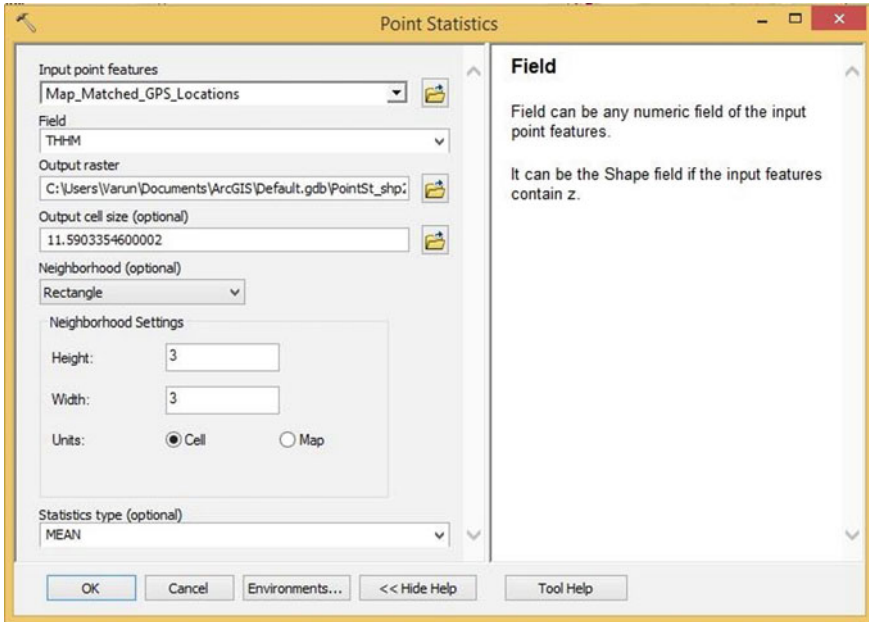 Point Statistics
Input point features
Map_Matched_GPS_Locations
Field
THHM
Output raster
C:\Users\Varun\Documents\ArcGIS\Default.gdb\PointSt_shp2
Output cell size (optional)
11.5903354600002
Neighborhood (optional)
Rectangle
Neighborhood Settings
Height: 3
Width: 3
Units: Cell Map
Statistics type (optional)
MEAN
OK Cancel Environments... << Hide Help Tool Help
Field
Field can be any numeric field of the input
point features.
It can be the Shape field if the input features
contain z.